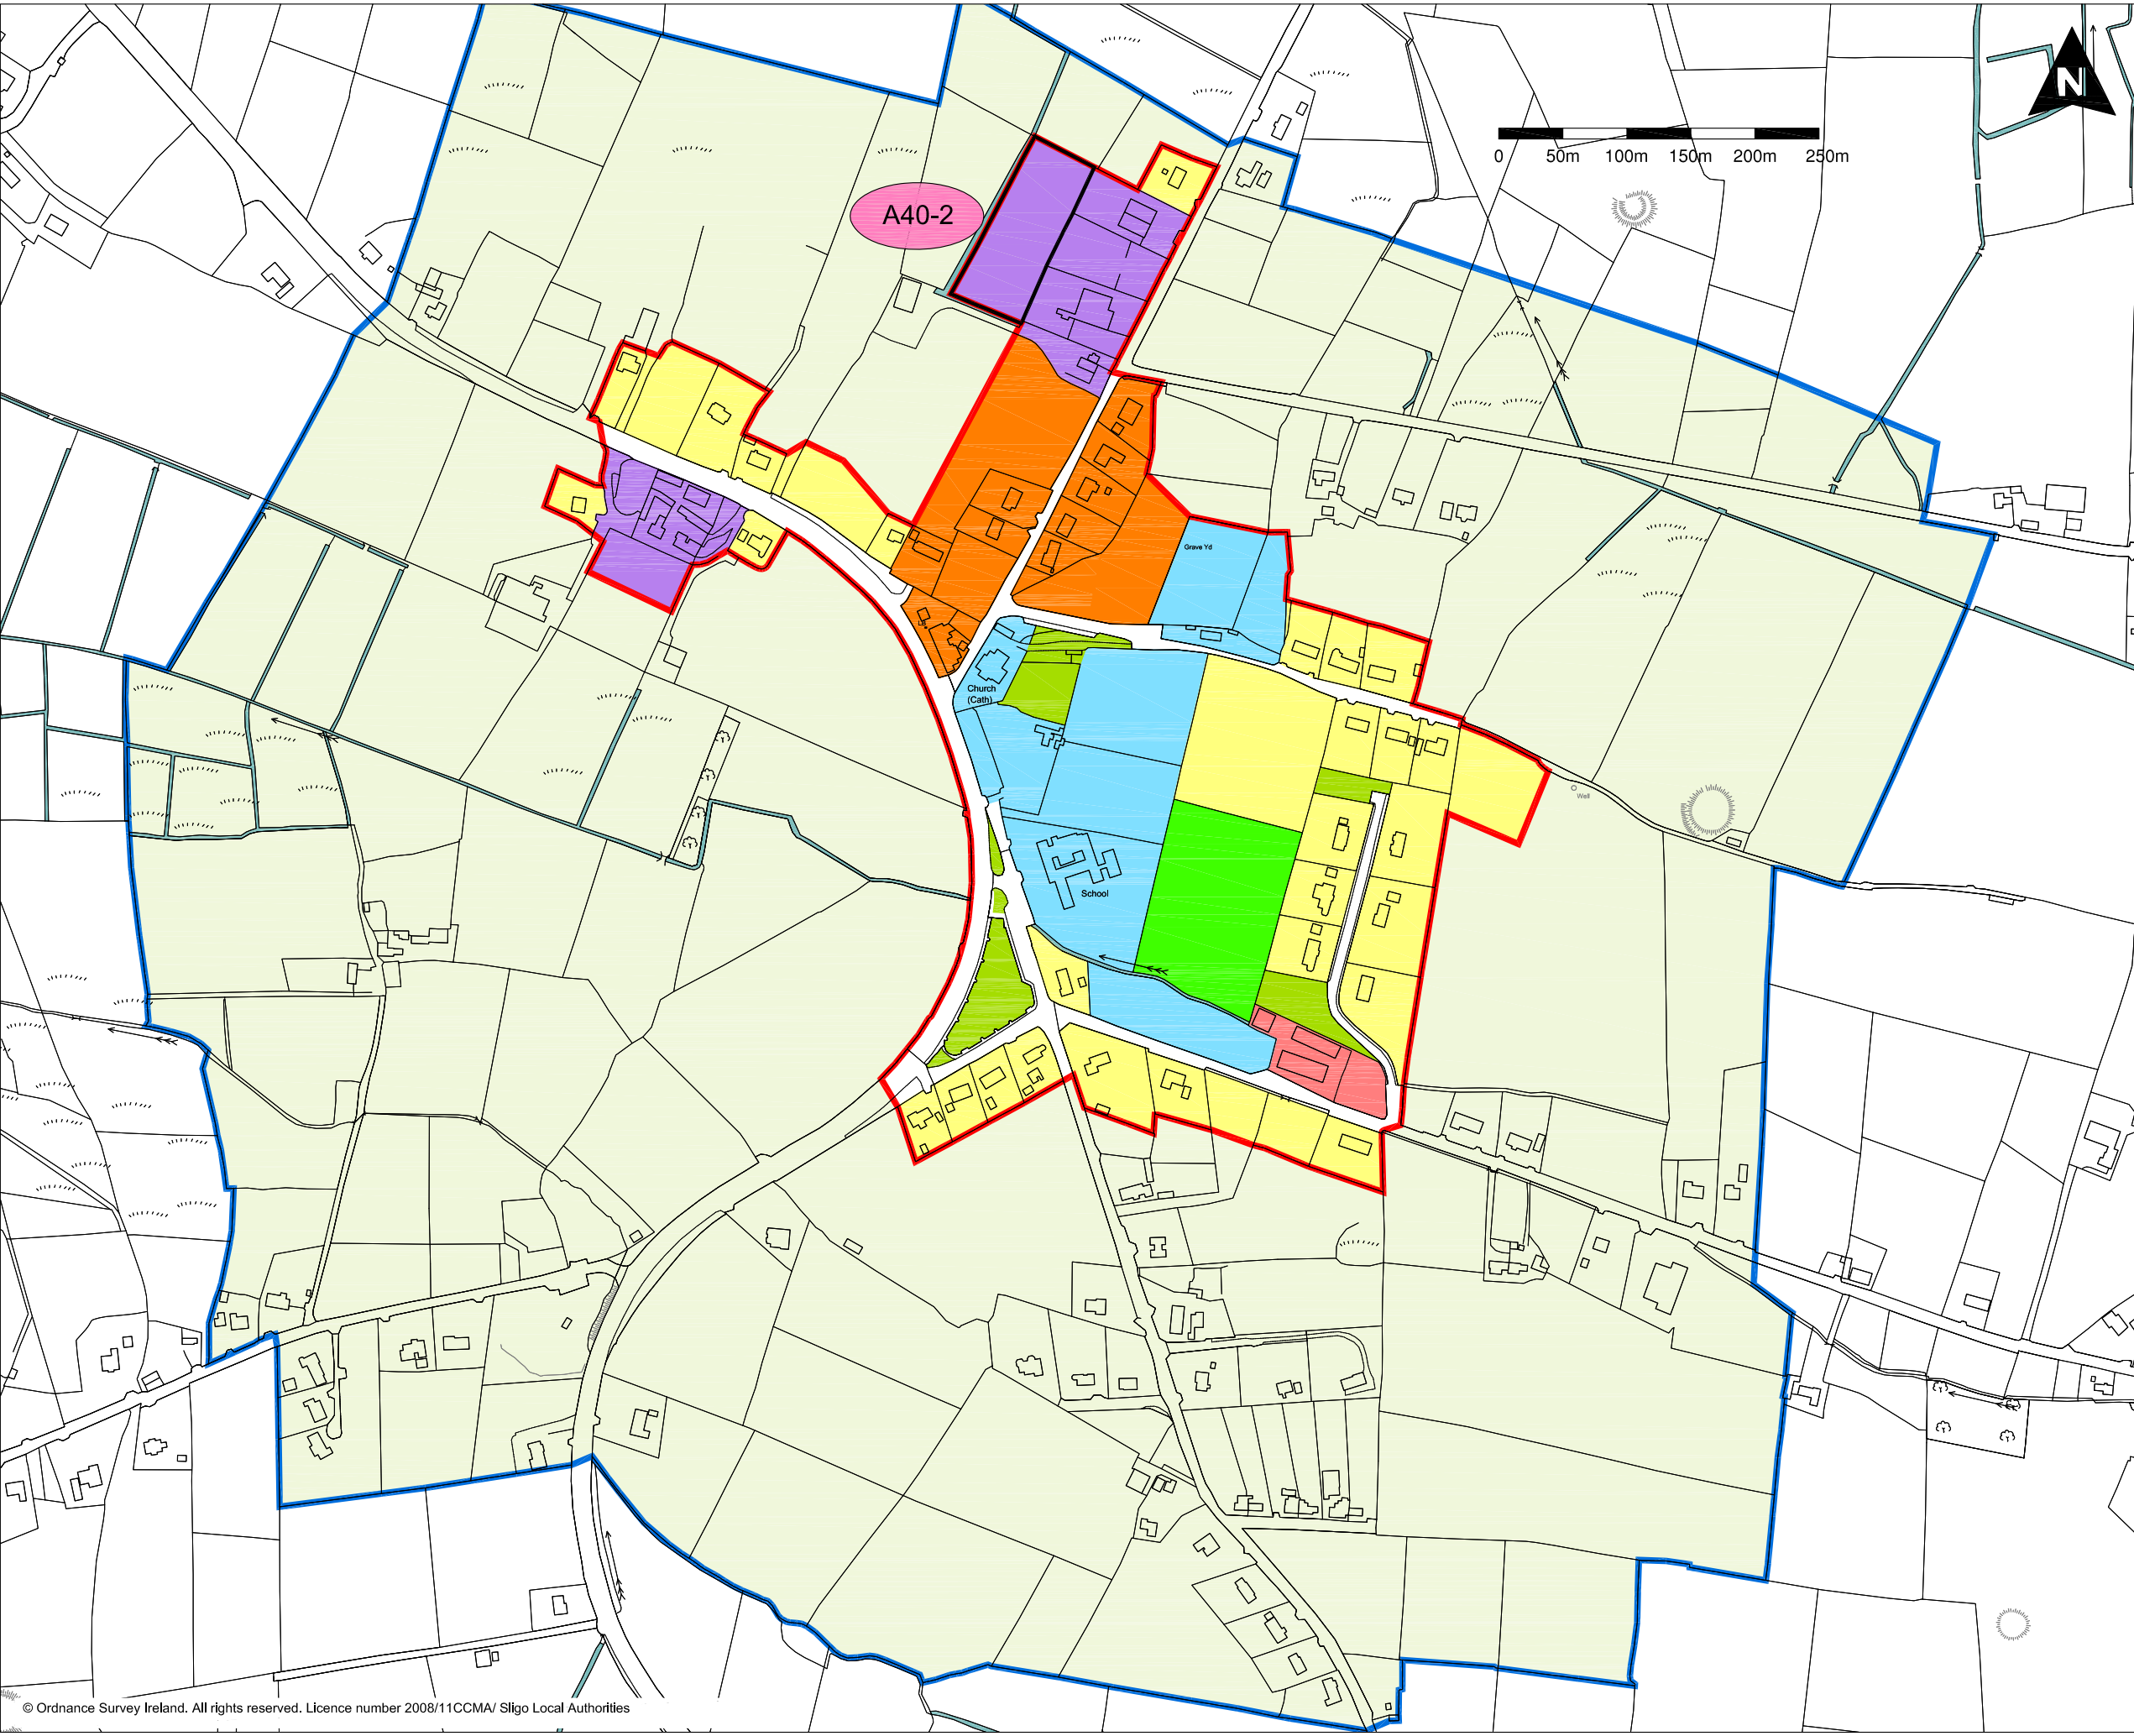 N
0 50m 100m 150m 200m 250m
A40-2
Grave Yd
Church
(Cath)
Well
School
© Ordnance Survey Ireland. All rights reserved. Licence number 2008/11CCMA/ Sligo Local Authorities